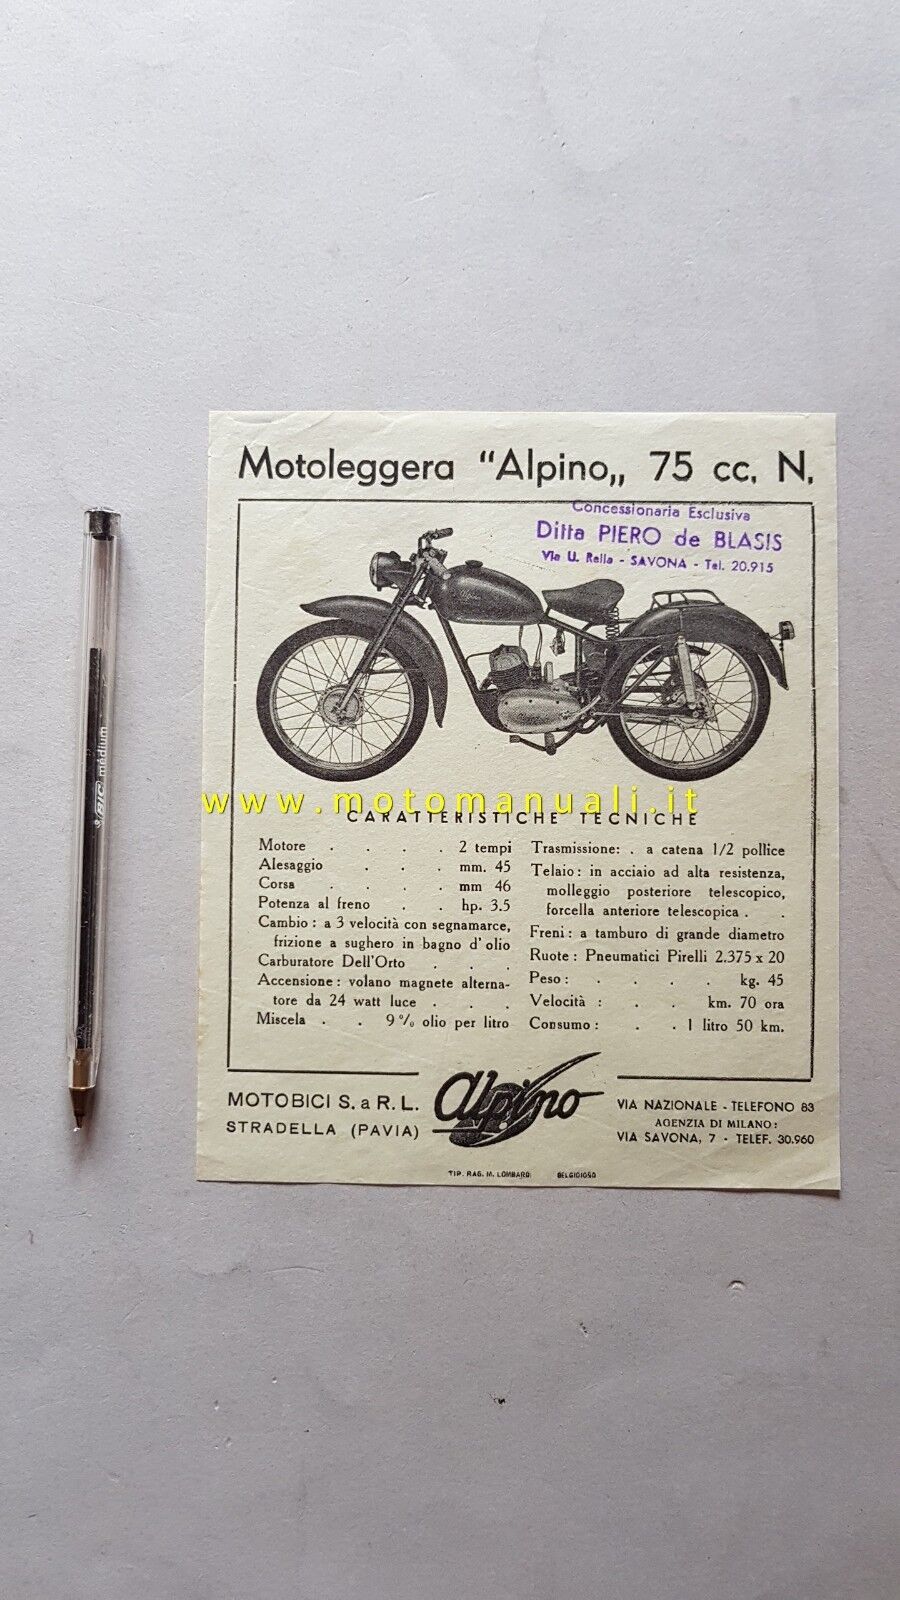 Motoleggera "Alpino„ 75 cc. N.
Concessionaria Esclusiva
Ditta PIERO de BLASIS
Via U. Rella - SAVONA - Tel. 20.915
www.motomanuali.it
CARATTERISTICHE TECNICHE
Motore . . . . 2 tempi
Alesaggio . . . mm. 45
Corsa . . . . mm 46
Potenza al freno . . hp. 3.5
Cambio : a 3 velocità con segnamarce,
frizione a sughero in bagno d'olio
Carburatore Dell'Orto . . .
Accensione : volano magnete alterna-
tore da 24 watt luce . . .
Miscela . . 9 % olio per litro
Trasmissione: . a catena 1/2 pollice
Telaio : in acciaio ad alta resistenza,
molleggio posteriore telescopico,
forcella anteriore telescopica . .
Freni : a tamburo di grande diametro
Ruote : Pneumatici Pirelli 2.375 x 20
Peso : . . . . kg. 45
Velocità : . . km. 70 ora
Consumo : . . 1 litro 50 km.
MOTOBICI S. a R. L.
STRADELLA (PAVIA)
Alpino
VIA NAZIONALE - TELEFONO 83
AGENZIA DI MILANO :
VIA SAVONA, 7 - TELEF. 30.960
TIP. RAG. M. LOMBARDI BELGIOIOSO
BIC médium